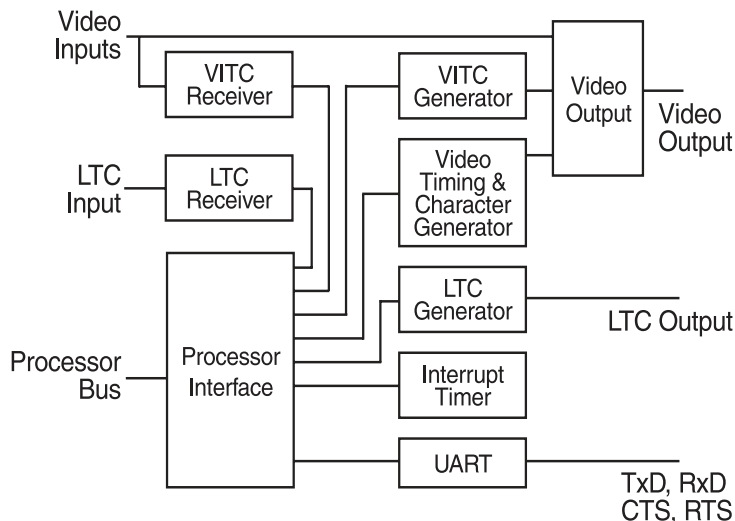 Video
Inputs
VITC
Receiver
VITC
Generator
Video
Output
Video
Output
LTC
Input
LTC
Receiver
Video
Timing &
Character
Generator
LTC
Generator
LTC Output
Processor
Bus
Processor
Interface
Interrupt
Timer
UART
TxD, RxD
CTS, RTS